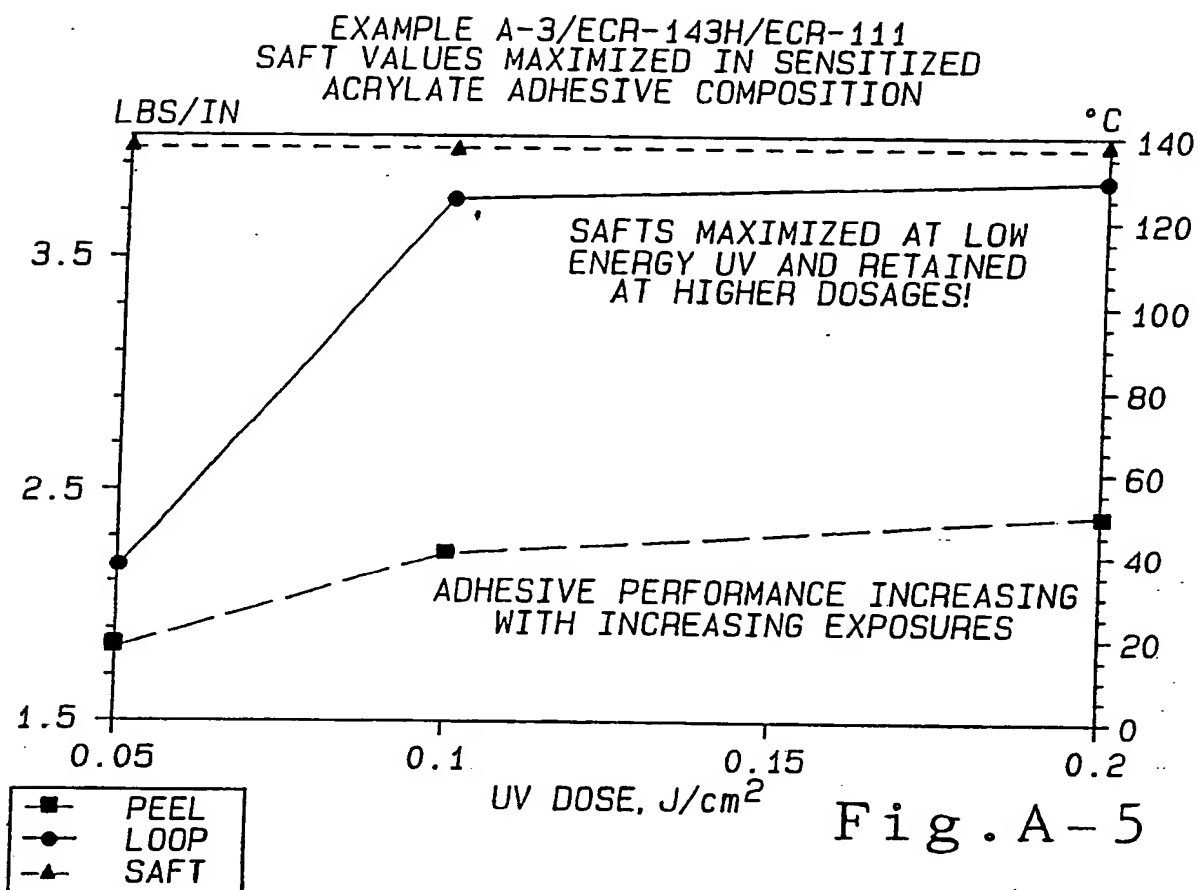 EXAMPLE A-3/ECR-143H/ECR-111
SAFT VALUES MAXIMIZED IN SENSITIZED
ACRYLATE ADHESIVE COMPOSITION
LBS/IN
°C
140
120
3.5
SAFTS MAXIMIZED AT LOW
ENERGY UV AND RETAINED
AT HIGHER DOSAGES!
100
80
2.5
60
40
ADHESIVE PERFORMANCE INCREASING
WITH INCREASING EXPOSURES
20
1.5
0
0.05
0.1
0.15
0.2
UV DOSE, J/cm²
PEEL
LOOP
SAFT
Fig. A-5